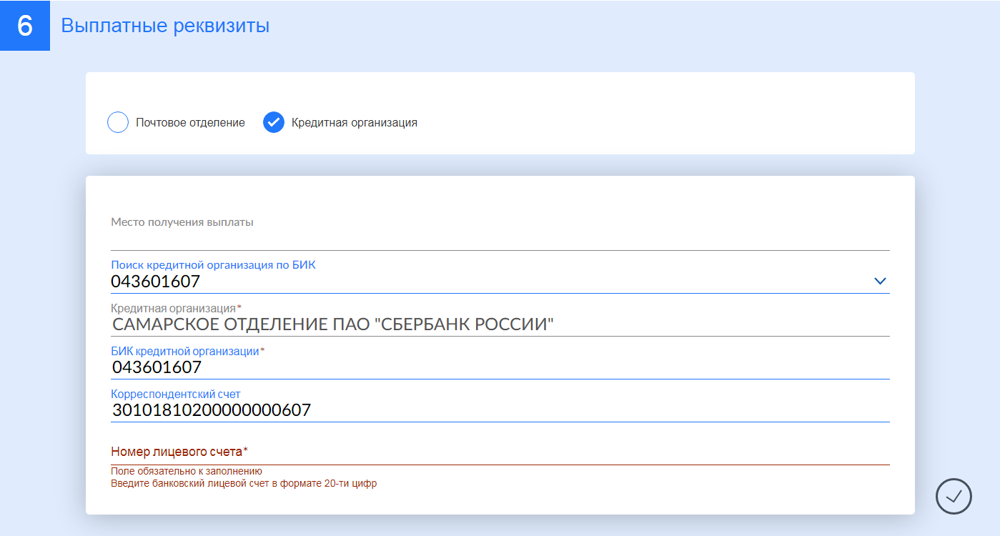 6
Выплатные реквизиты
Почтовое отделение
Кредитная организация
Место получения выплаты
Поиск кредитной организация по БИК
043601607
Кредитная организация*
САМАРСКОЕ ОТДЕЛЕНИЕ ПАО "СБЕРБАНК РОССИИ"
БИК кредитной организации*
043601607
Корреспондентский счет
30101810200000000607
Номер лицевого счета*
Поле обязательно к заполнению
Введите банковский лицевой счет в формате 20-ти цифр